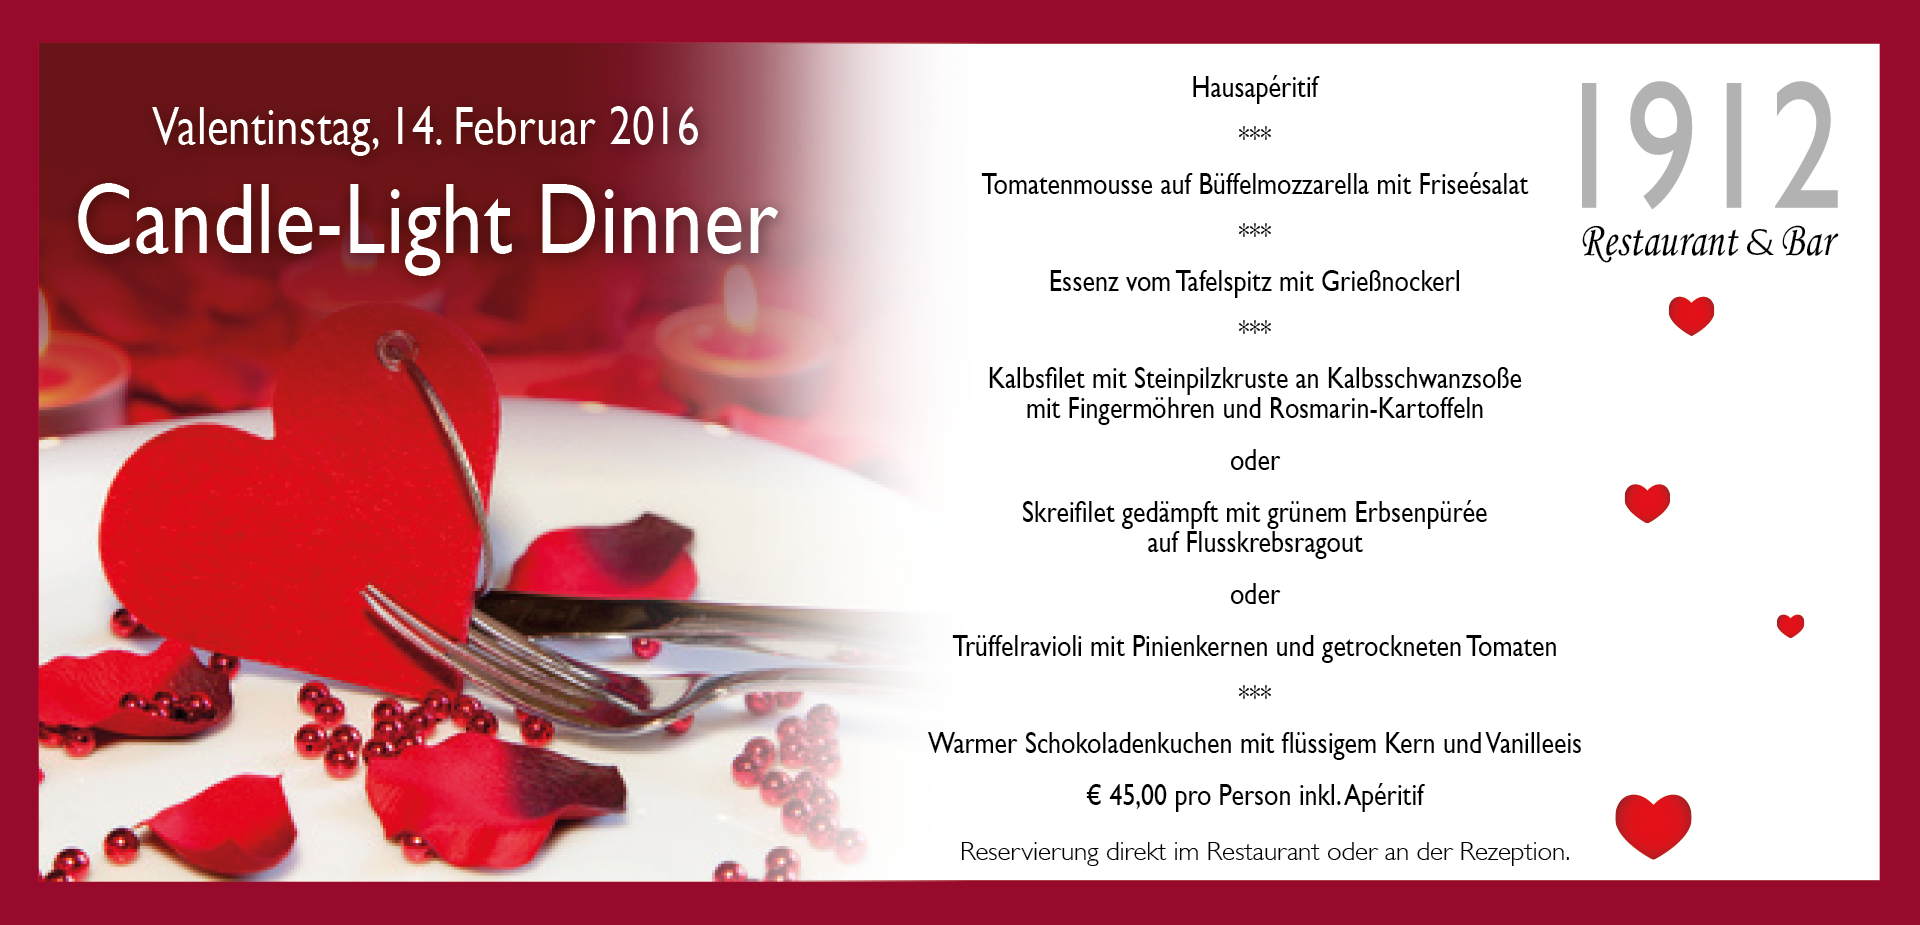 Valentinstag, 14. Februar 2016
Candle-Light Dinner
Hausapéritif
***
Tomatenmousse auf Büffelmozzarella mit Friseésalat
***
Essenz vom Tafelspitz mit Grießnockerl
***
Kalbsfilet mit Steinpilzkruste an Kalbsschwanzsoße
mit Fingermöhren und Rosmarin-Kartoffeln
oder
Skreifilet gedämpft mit grünem Erbsenpürée
auf Flusskrebsragout
oder
Trüffelravioli mit Pinienkernen und getrockneten Tomaten
***
Warmer Schokoladenkuchen mit flüssigem Kern und Vanilleeis
€ 45,00 pro Person inkl. Apéritif
Reservierung direkt im Restaurant oder an der Rezeption.
1912
Restaurant & Bar